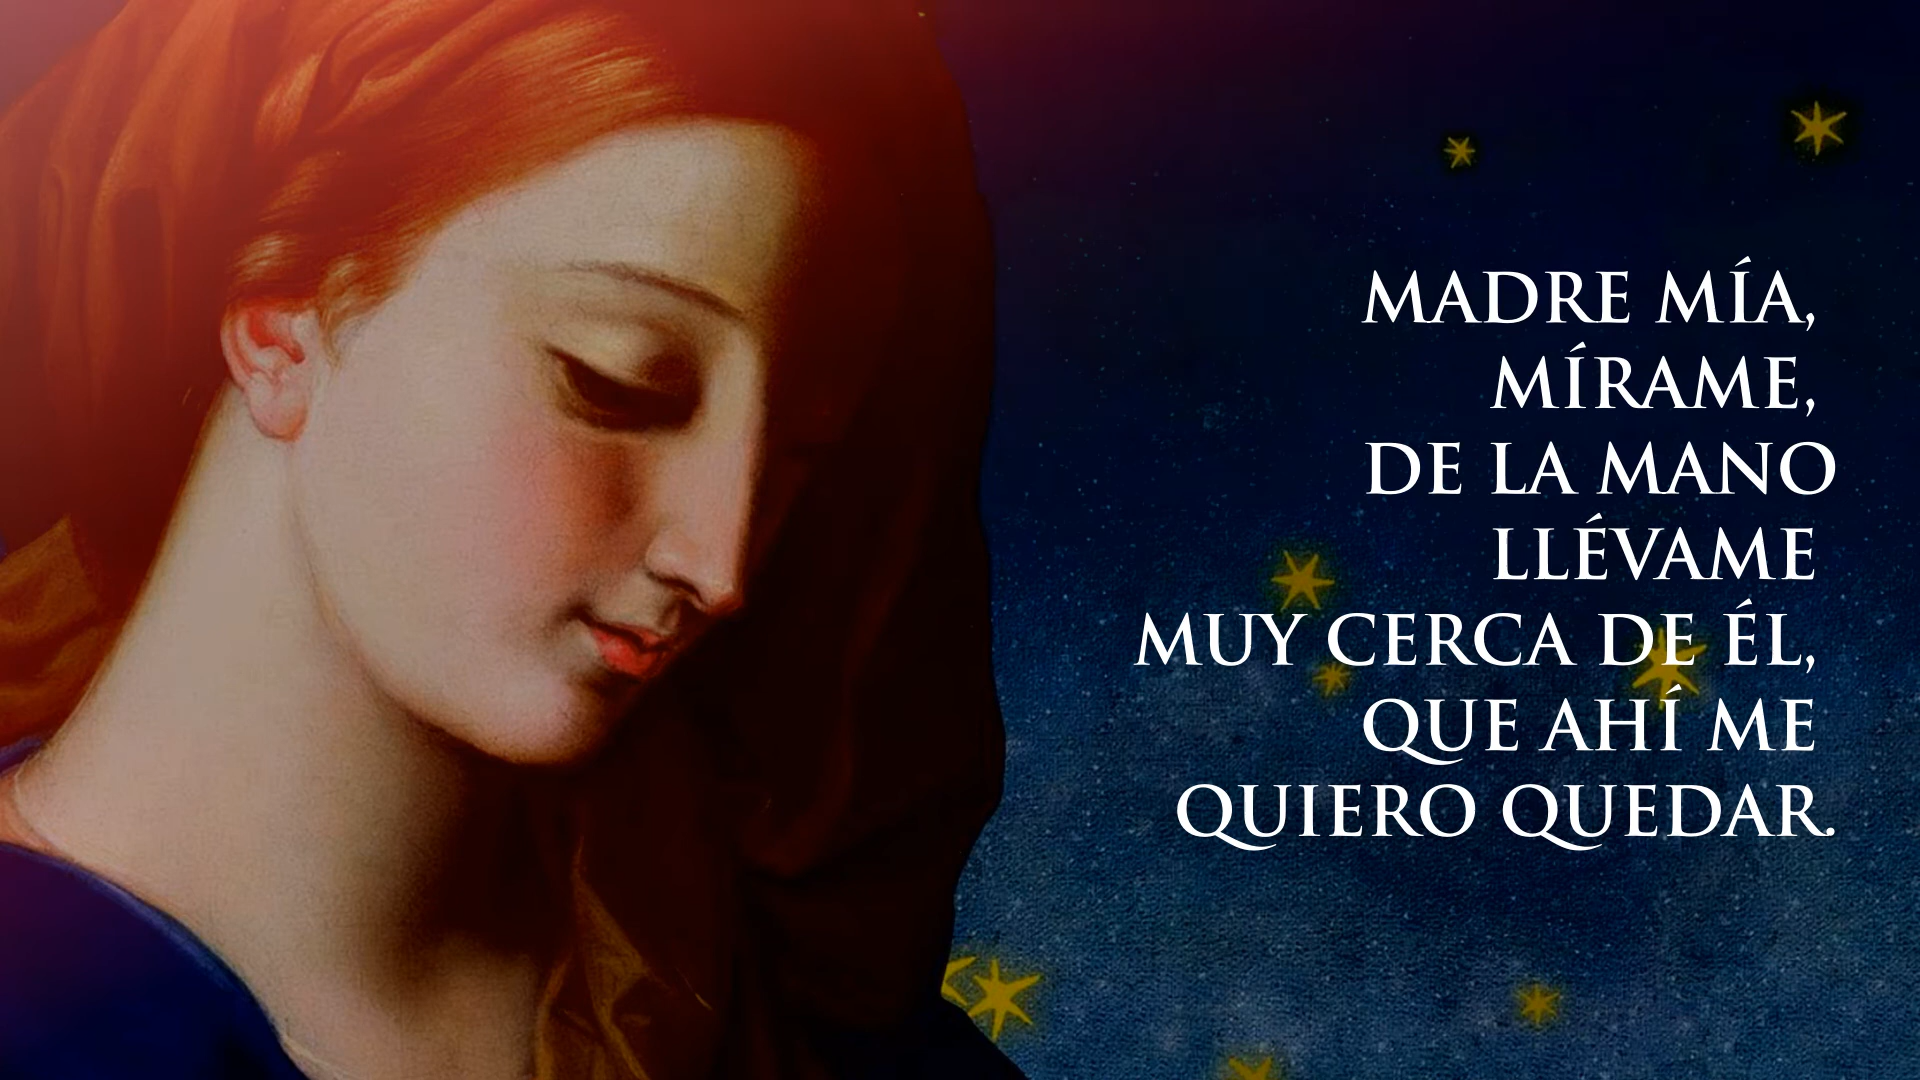 MADRE MÍA,
MÍRAME,
DE LA MANO
LLÉVAME
MUY CERCA DE ÉL,
QUE AHÍ ME
QUIERO QUEDAR.